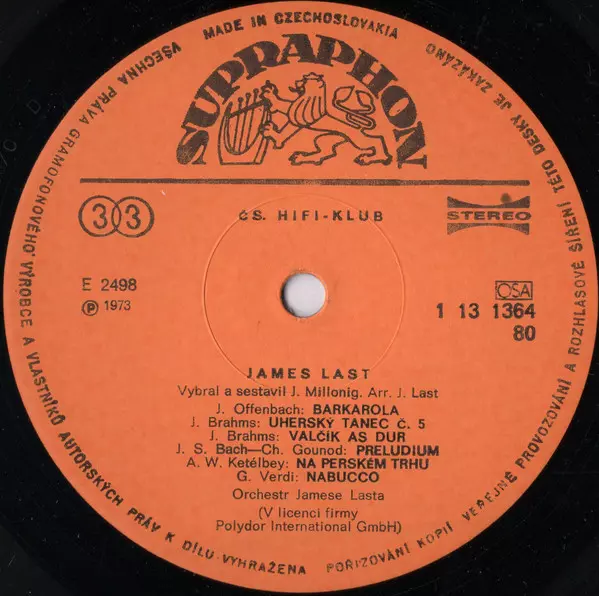 MADE IN CZECHOSLOVAKIA
VŠECHNA PRÁVA GRAMOFONOVÉHO VÝROBCE A VLASTNÍKŮ AUTORSKÝCH PRÁV K DÍLU VYHRAŽENA
POŘIZOVÁNÍ KOPIÍ VEŘEJNÉ PROVOZOVÁNÍ A ROZHLASOVÉ ŠÍŘENÍ TÉTO DESKY JE ZAKÁZÁNO
SUPRAPHON
33
ČS. HIFI-KLUB
STEREO
E 2498
℗ 1973
OSA
1 13 1364
80
JAMES LAST
Vybral a sestavil J. Millonig. Arr. J. Last
J. Offenbach: BARKAROLA
J. Brahms: UHERSKÝ TANEC č. 5
J. Brahms: VALČÍK AS DUR
J. S. Bach—Ch. Gounod: PRELUDIUM
A. W. Ketélbey: NA PERSKÉM TRHU
G. Verdi: NABUCCO
Orchestr Jamese Lasta
(V licenci firmy
Polydor International GmbH)